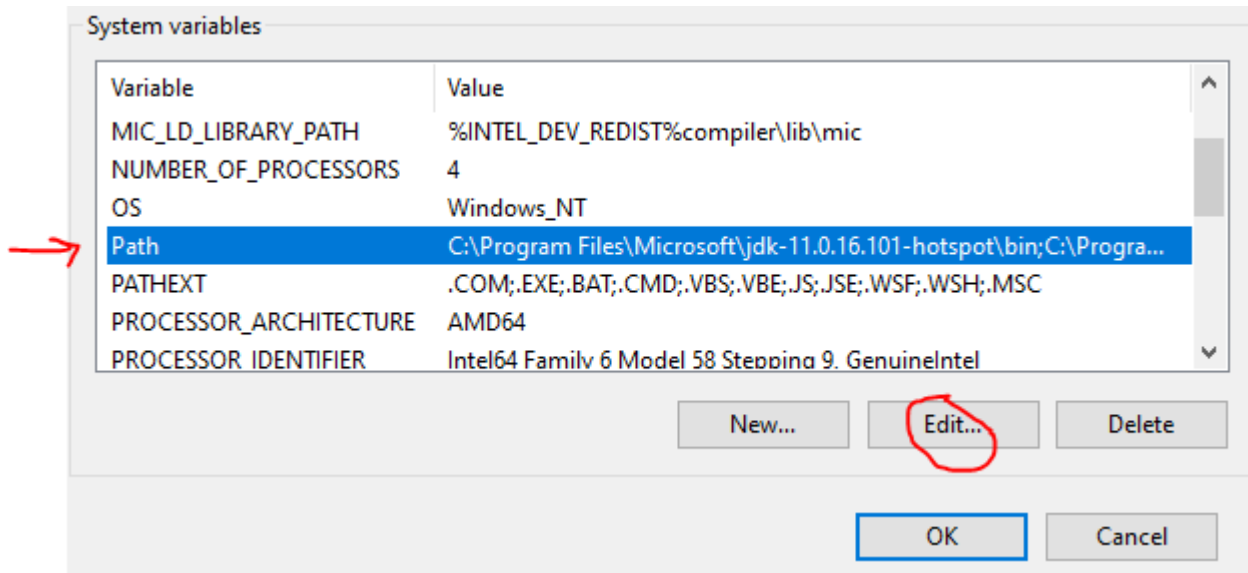 System variables
Variable Value
MIC_LD_LIBRARY_PATH %INTEL_DEV_REDIST%compiler\lib\mic
NUMBER_OF_PROCESSORS 4
OS Windows_NT
Path C:\Program Files\Microsoft\jdk-11.0.16.101-hotspot\bin;C:\Progra...
PATHEXT .COM;.EXE;.BAT;.CMD;.VBS;.VBE;.JS;.JSE;.WSF;.WSH;.MSC
PROCESSOR_ARCHITECTURE AMD64
PROCESSOR_IDENTIFIER Intel64 Family 6 Model 58 Stepping 9, GenuineIntel
New... Edit... Delete
OK Cancel